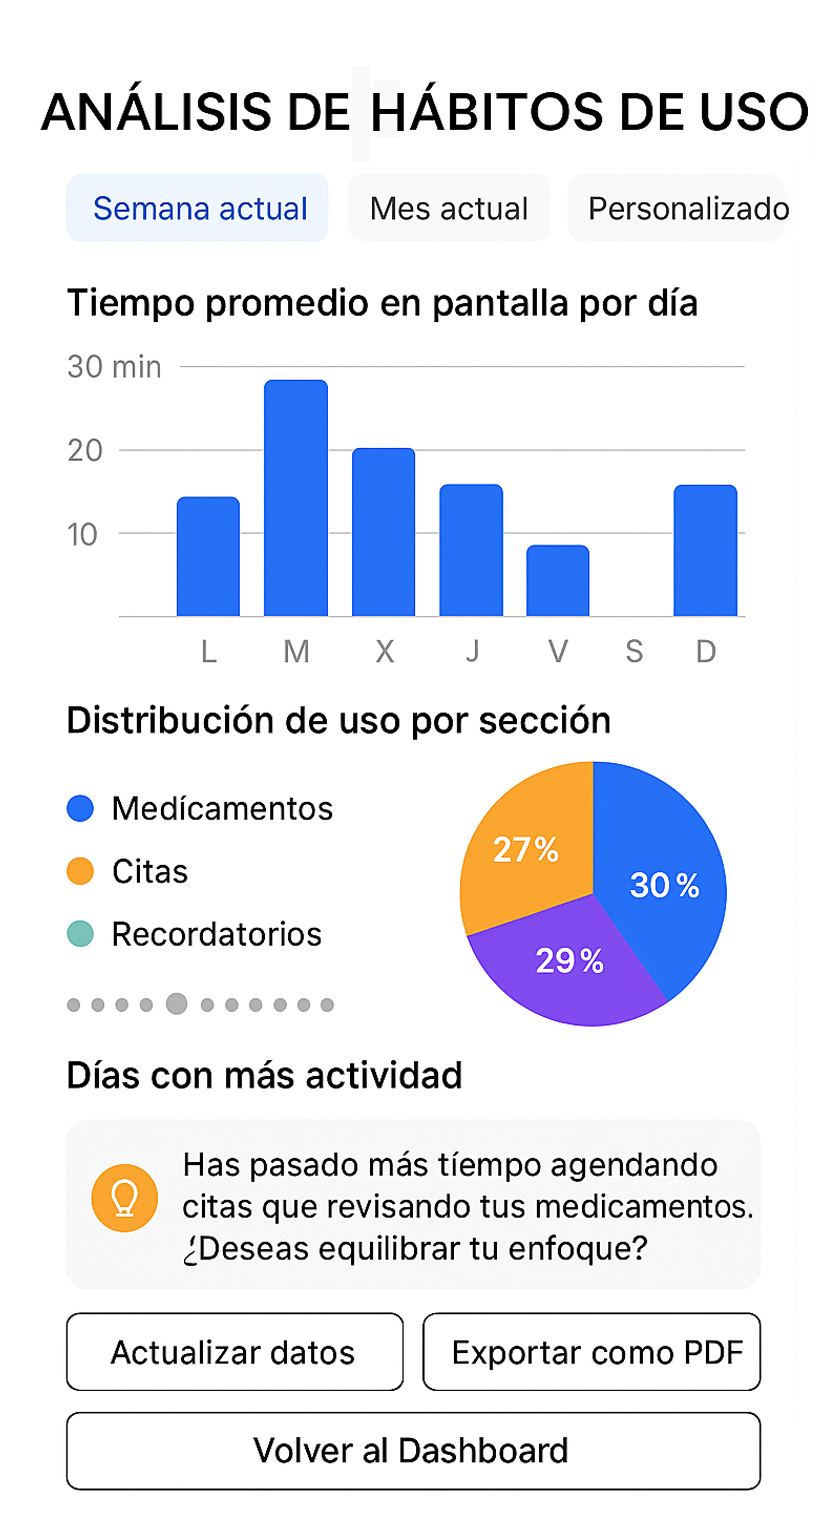 ANÁLISIS DE HÁBITOS DE USO
Semana actual Mes actual Personalizado
Tiempo promedio en pantalla por día
30 min
20
10
L M X J V S D
Distribución de uso por sección
Medícamentos
Citas
Recordatorios
27%
30%
29%
Días con más actividad
Has pasado más tíempo agendando
citas que revisando tus medicamentos.
¿Deseas equilibrar tu enfoque?
Actualizar datos Exportar como PDF
Volver al Dashboard